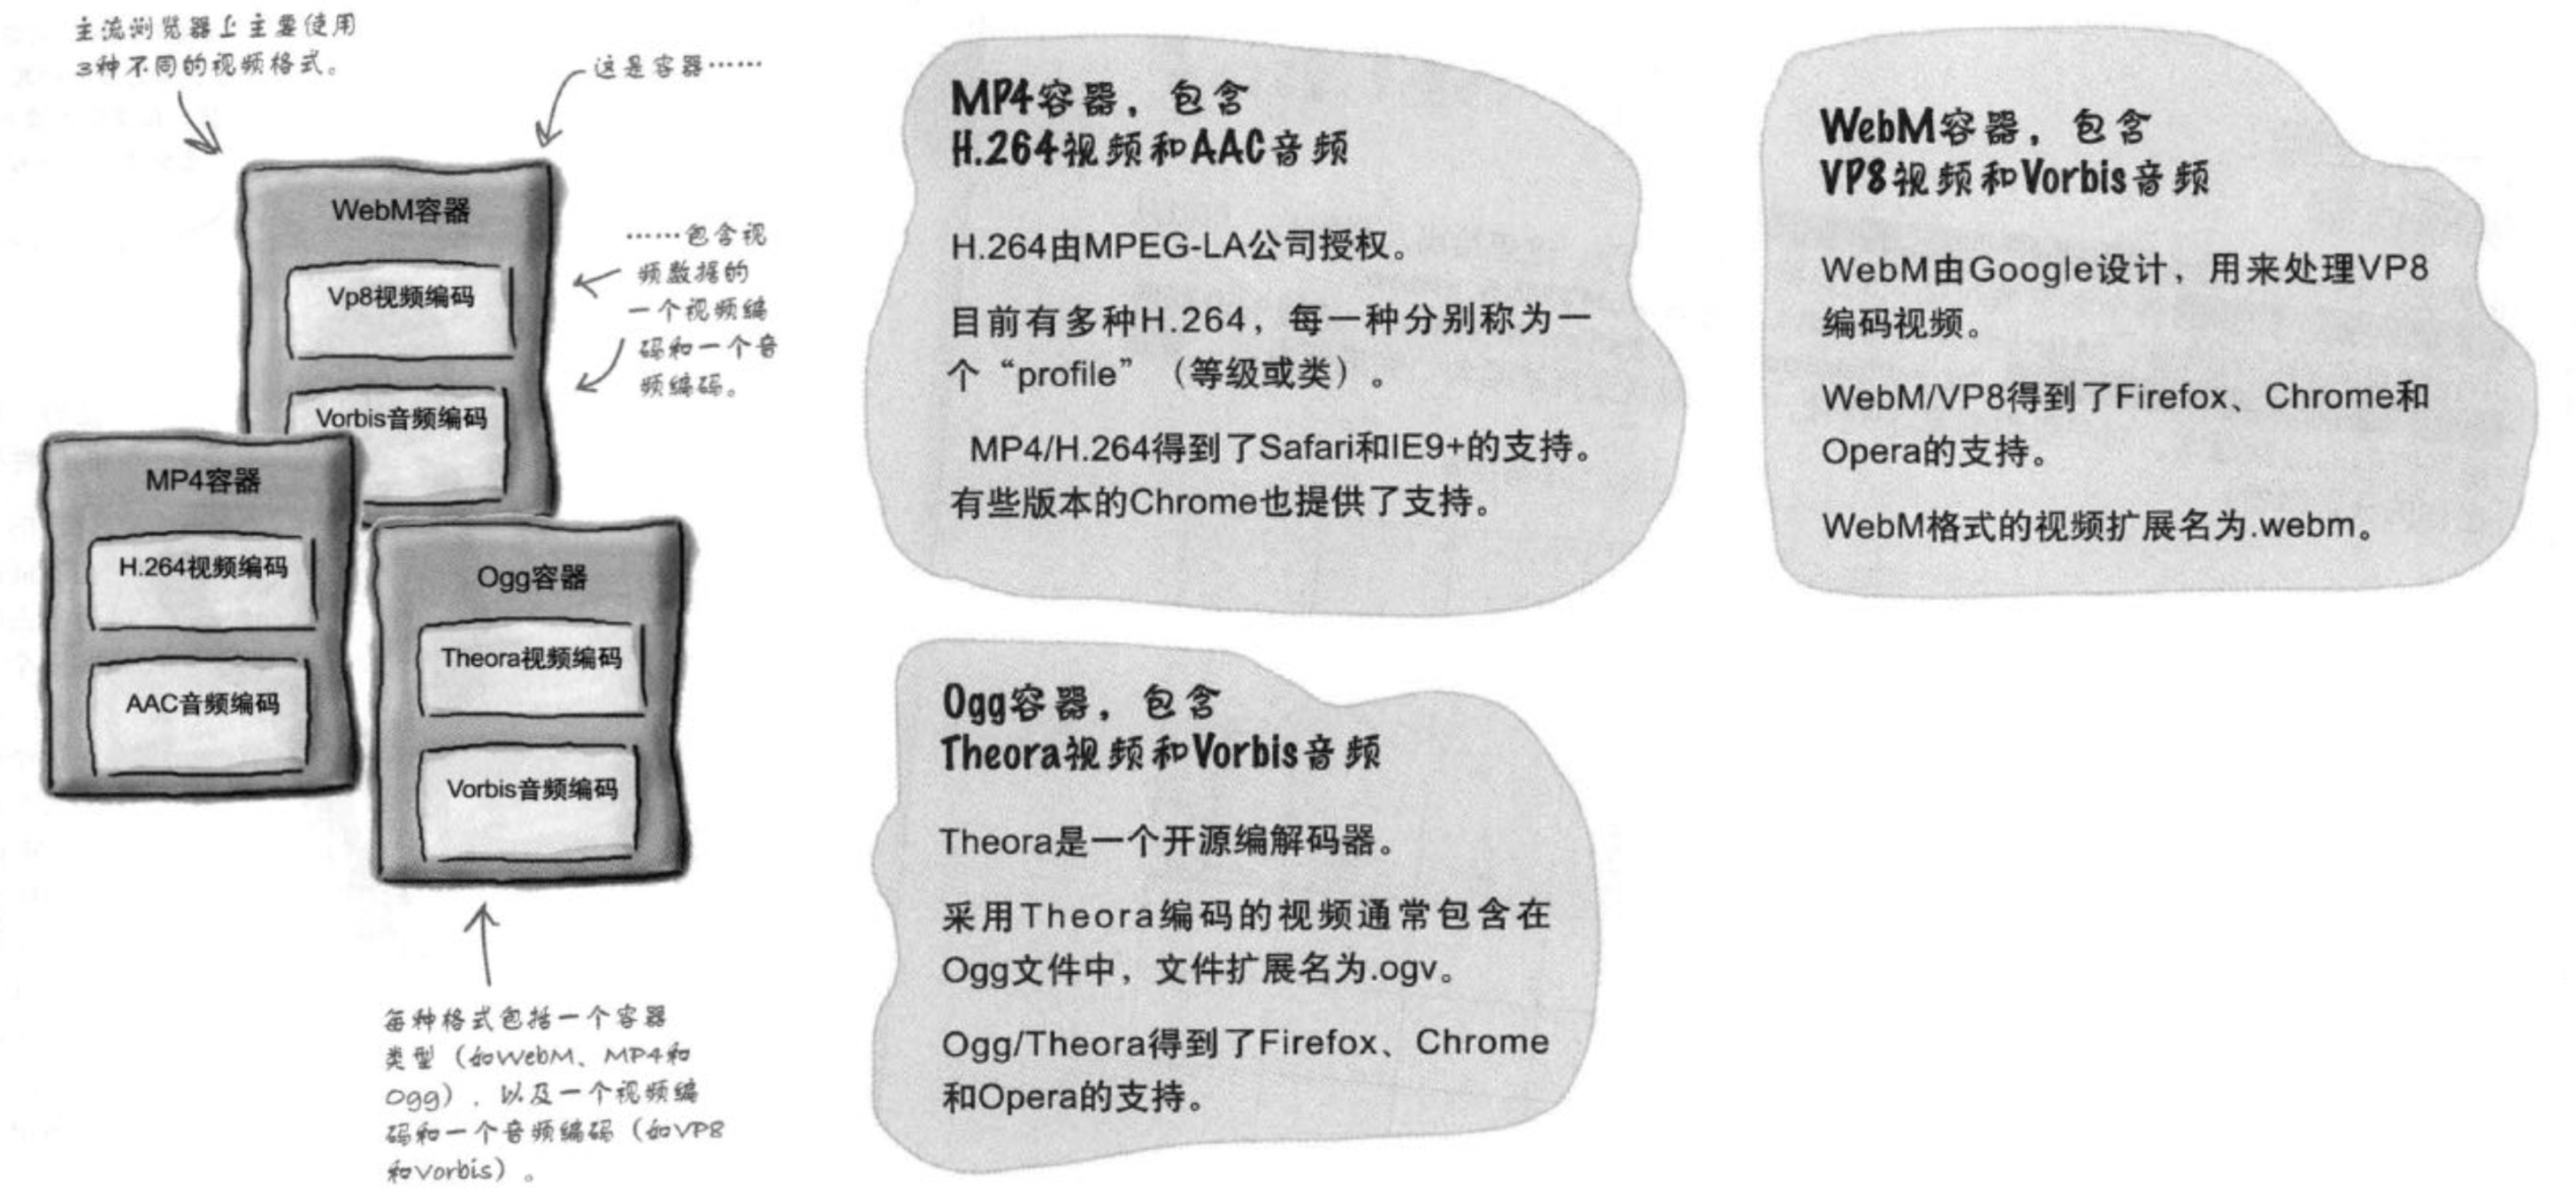 主流浏览器上主要使用
3种不同的视频格式。
这是容器……
WebM容器
Vp8视频编码
Vorbis音频编码
……包含视
频数据的
一个视频编
码和一个音
频编码。
MP4容器
H.264视频编码
AAC音频编码
Ogg容器
Theora视频编码
Vorbis音频编码
每种格式包括一个容器
类型（如WebM、MP4和
Ogg），以及一个视频编
码和一个音频编码（如VP8
和Vorbis）。
MP4容器，包含
H.264视频和AAC音频
H.264由MPEG-LA公司授权。
目前有多种H.264，每一种分别称为一
个“profile”（等级或类）。
MP4/H.264得到了Safari和IE9+的支持。
有些版本的Chrome也提供了支持。
WebM容器，包含
VP8视频和Vorbis音频
WebM由Google设计，用来处理VP8
编码视频。
WebM/VP8得到了Firefox、Chrome和
Opera的支持。
WebM格式的视频扩展名为.webm。
Ogg容器，包含
Theora视频和Vorbis音频
Theora是一个开源编解码器。
采用Theora编码的视频通常包含在
Ogg文件中，文件扩展名为.ogv。
Ogg/Theora得到了Firefox、Chrome
和Opera的支持。